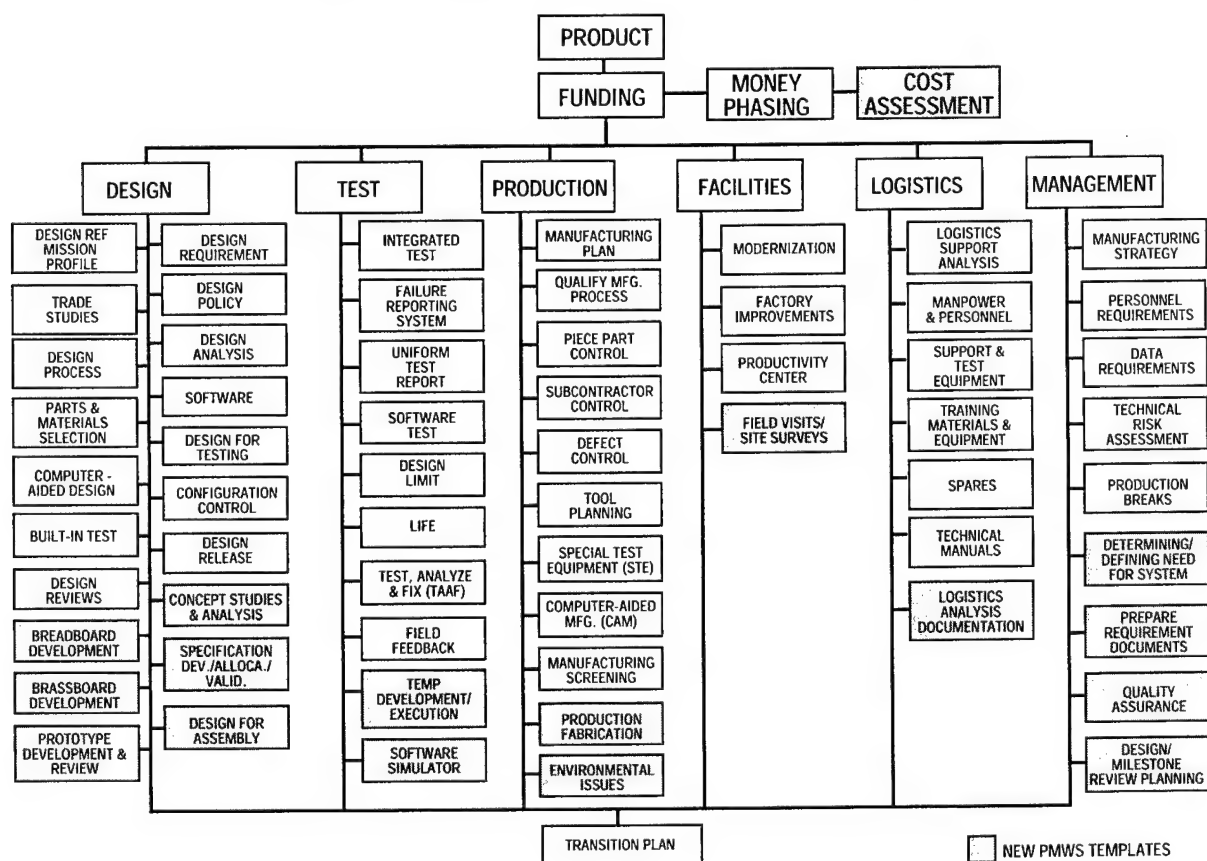 PRODUCT
FUNDING
MONEY
PHASING
COST
ASSESSMENT
DESIGN
DESIGN REF
MISSION
PROFILE
TRADE
STUDIES
DESIGN
PROCESS
PARTS &
MATERIALS
SELECTION
COMPUTER -
AIDED DESIGN
BUILT-IN TEST
DESIGN
REVIEWS
BREADBOARD
DEVELOPMENT
BRASSBOARD
DEVELOPMENT
PROTOTYPE
DEVELOPMENT &
REVIEW
DESIGN
REQUIREMENT
DESIGN
POLICY
DESIGN
ANALYSIS
SOFTWARE
DESIGN FOR
TESTING
CONFIGURATION
CONTROL
DESIGN
RELEASE
CONCEPT STUDIES
& ANALYSIS
SPECIFICATION
DEV./ALLOCA./
VALID.
DESIGN FOR
ASSEMBLY
TEST
INTEGRATED
TEST
FAILURE
REPORTING
SYSTEM
UNIFORM
TEST
REPORT
SOFTWARE
TEST
DESIGN
LIMIT
LIFE
TEST, ANALYZE
& FIX (TAAF)
FIELD
FEEDBACK
TEMP
DEVELOPMENT/
EXECUTION
SOFTWARE
SIMULATOR
PRODUCTION
MANUFACTURING
PLAN
QUALIFY MFG.
PROCESS
PIECE PART
CONTROL
SUBCONTRACTOR
CONTROL
DEFECT
CONTROL
TOOL
PLANNING
SPECIAL TEST
EQUIPMENT (STE)
COMPUTER-AIDED
MFG. (CAM)
MANUFACTURING
SCREENING
PRODUCTION
FABRICATION
ENVIRONMENTAL
ISSUES
FACILITIES
MODERNIZATION
FACTORY
IMPROVEMENTS
PRODUCTIVITY
CENTER
FIELD VISITS/
SITE SURVEYS
LOGISTICS
LOGISTICS
SUPPORT
ANALYSIS
MANPOWER
& PERSONNEL
SUPPORT &
TEST
EQUIPMENT
TRAINING
MATERIALS &
EQUIPMENT
SPARES
TECHNICAL
MANUALS
LOGISTICS
ANALYSIS
DOCUMENTATION
MANAGEMENT
MANUFACTURING
STRATEGY
PERSONNEL
REQUIREMENTS
DATA
REQUIREMENTS
TECHNICAL
RISK
ASSESSMENT
PRODUCTION
BREAKS
DETERMINING/
DEFINING NEED
FOR SYSTEM
PREPARE
REQUIREMENT
DOCUMENTS
QUALITY
ASSURANCE
DESIGN/
MILESTONE
REVIEW PLANNING
TRANSITION PLAN
NEW PMWS TEMPLATES